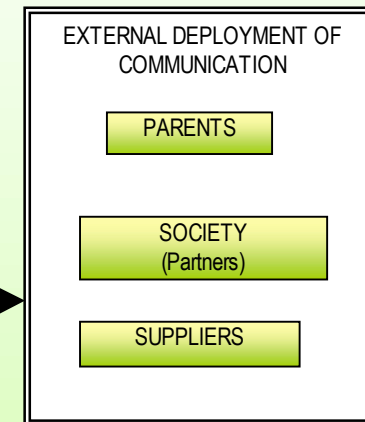 EXTERNAL DEPLOYMENT OF
COMMUNICATION
PARENTS
SOCIETY
(Partners)
SUPPLIERS